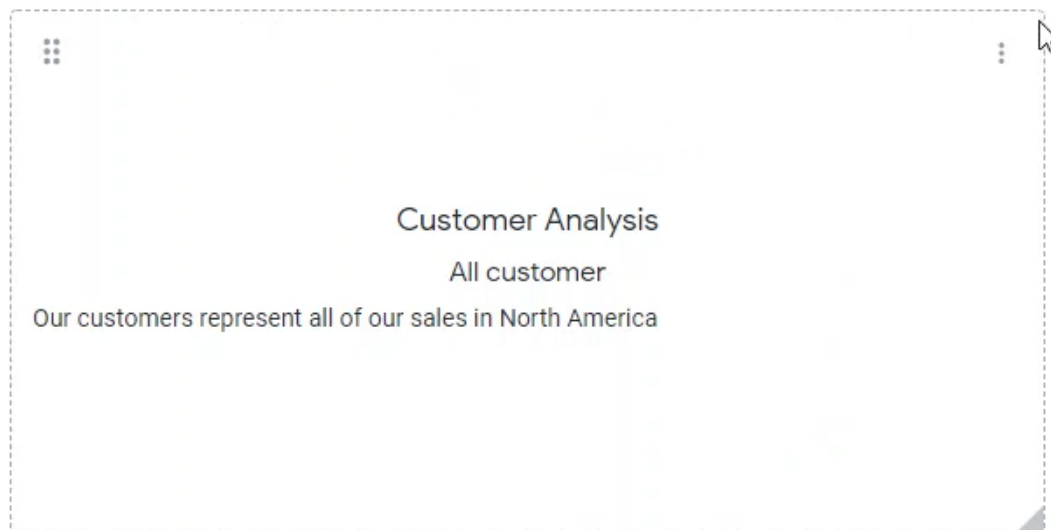 Customer Analysis
All customer
Our customers represent all of our sales in North America